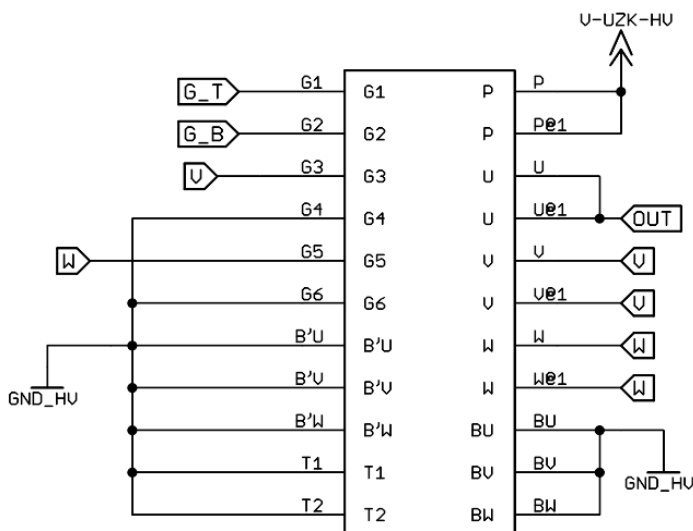 V-UZK-HV
G_T G1 G1 P P
G_B G2 G2 P P@1
V G3 G3 U U
G4 G4 U U@1 OUT
W G5 G5 V V V
G6 G6 V V@1 V
B'U B'U W W W
GND_HV B'V B'V W W@1 W
B'W B'W BU BU
T1 T1 BV BV GND_HV
T2 T2 BW BW